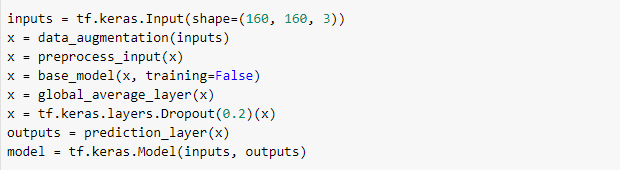 inputs = tf.keras.Input(shape=(160, 160, 3))
x = data_augmentation(inputs)
x = preprocess_input(x)
x = base_model(x, training=False)
x = global_average_layer(x)
x = tf.keras.layers.Dropout(0.2)(x)
outputs = prediction_layer(x)
model = tf.keras.Model(inputs, outputs)